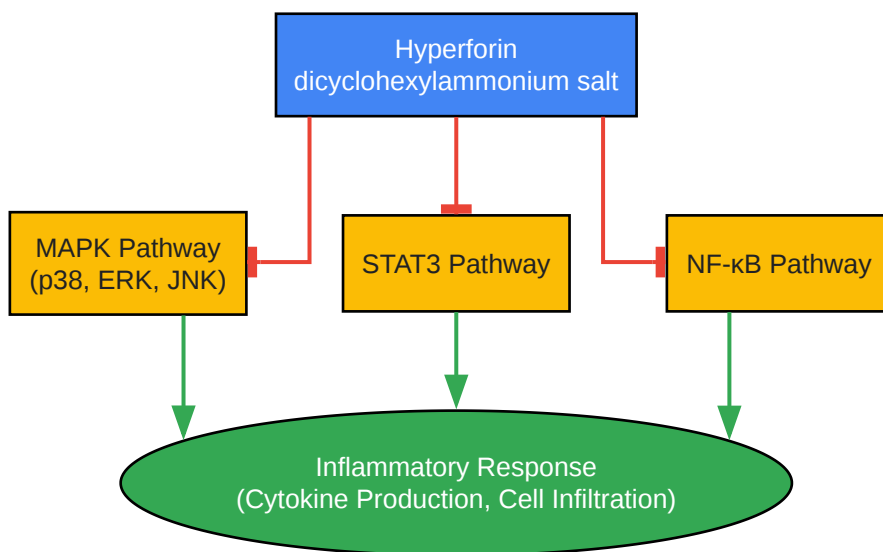 Hyperforin
dicyclohexylammonium salt
MAPK Pathway
(p38, ERK, JNK)
STAT3 Pathway
NF-κB Pathway
Inflammatory Response
(Cytokine Production, Cell Infiltration)